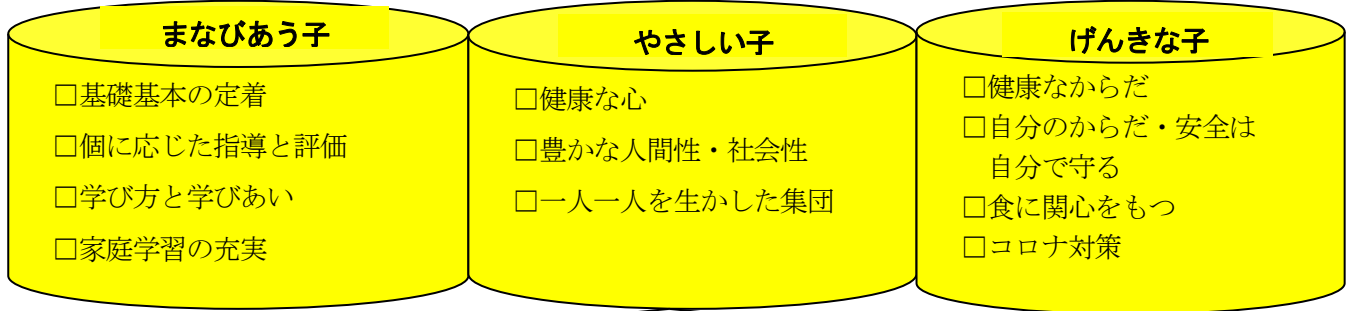 まなびあう子
□基礎基本の定着
□個に応じた指導と評価
□学び方と学びあい
□家庭学習の充実
やさしい子
□健康な心
□豊かな人間性・社会性
□一人一人を生かした集団
げんきな子
□健康なからだ
□自分のからだ・安全は
自分で守る
□食に関心をもつ
□コロナ対策